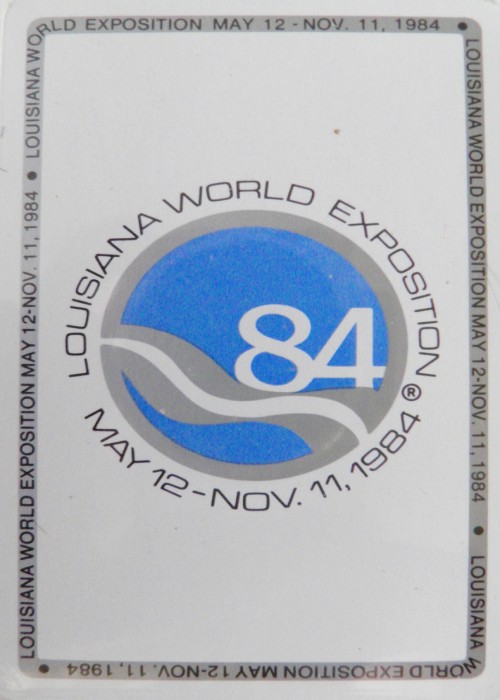 LOUISIANA WORLD EXPOSITION MAY 12 - NOV. 11, 1984 •
LOUISIANA WORLD EXPOSITION MAY 12-NOV. 11, 1984 •
LOUISIANA WORLD EXPOSITION MAY 12-NOV. 11, 1984 •
LOUISIANA WORLD EXPOSITION MAY 12-NOV. 11, 1984 •
LOUISIANA WORLD EXPOSITION ®
84
MAY 12-NOV. 11, 1984